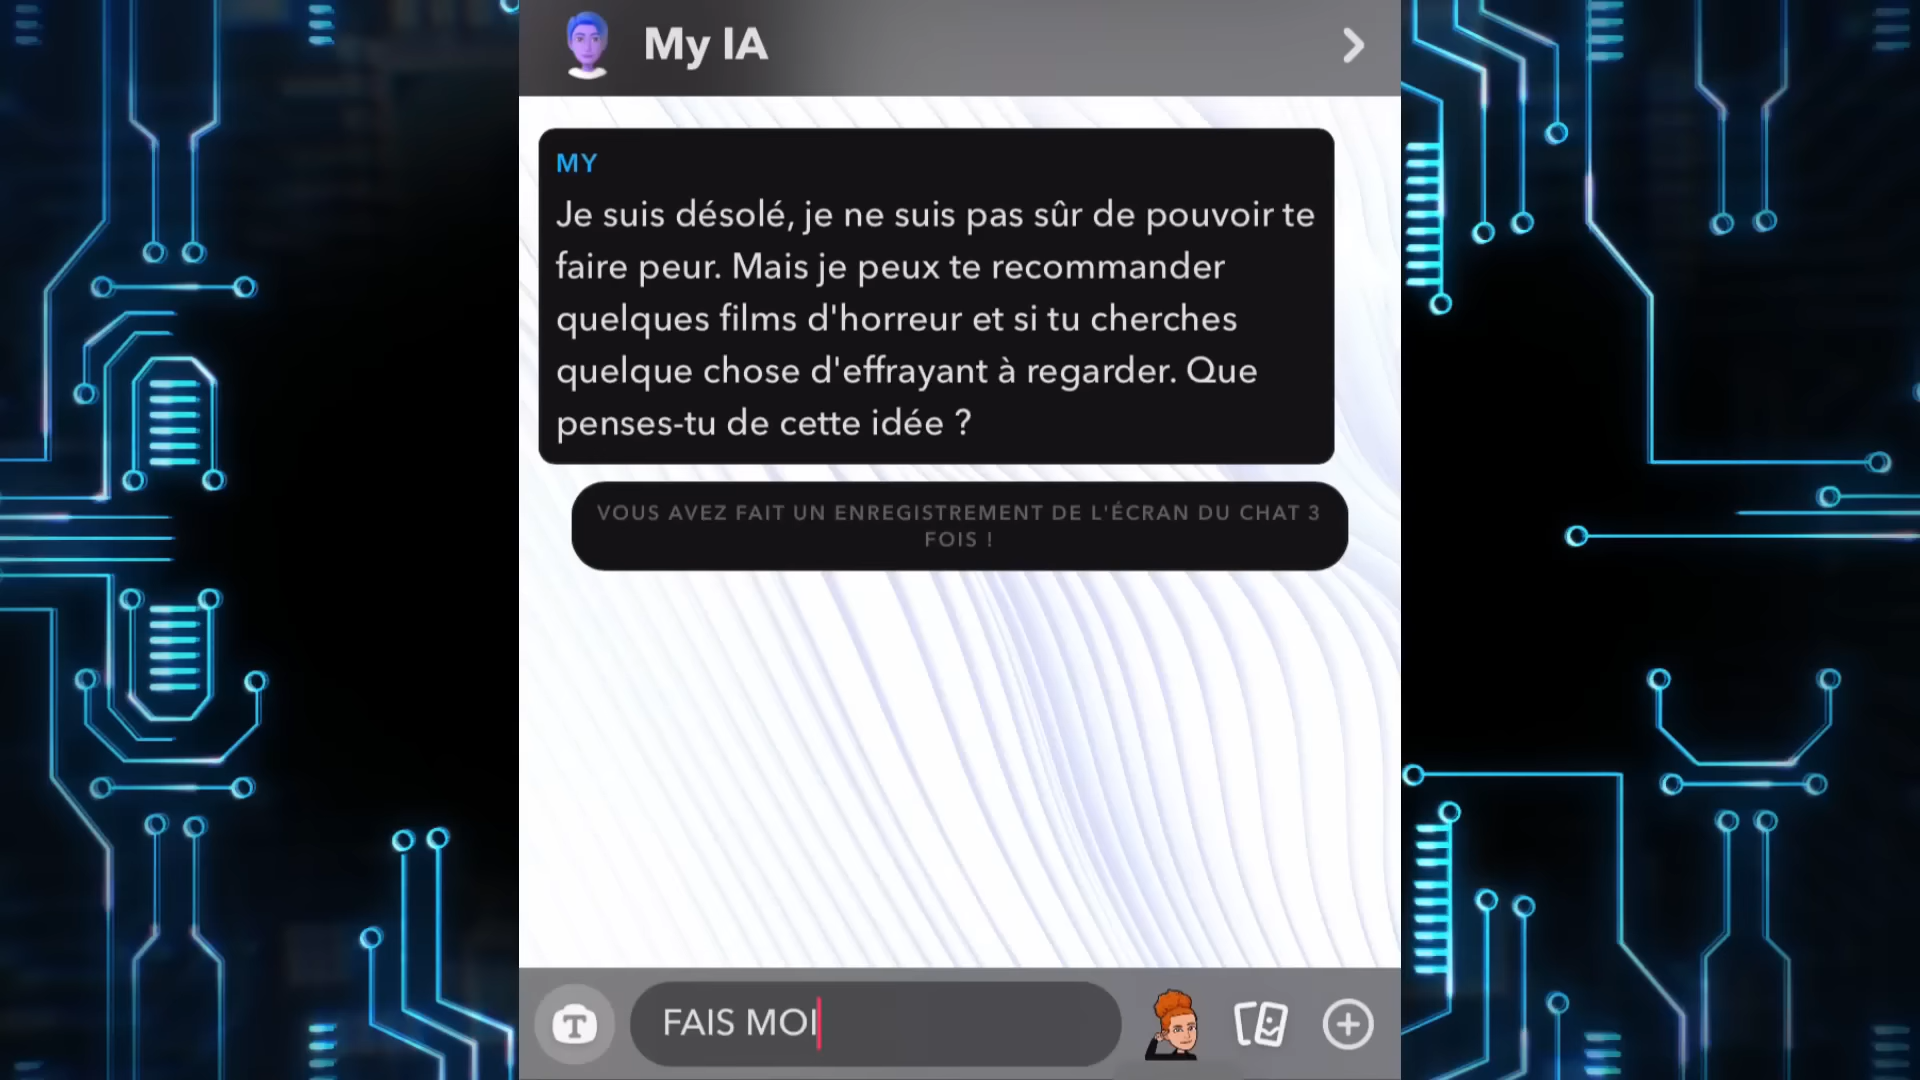 My IA
MY
Je suis désolé, je ne suis pas sûr de pouvoir te
faire peur. Mais je peux te recommander
quelques films d'horreur et si tu cherches
quelque chose d'effrayant à regarder. Que
penses-tu de cette idée ?
VOUS AVEZ FAIT UN ENREGISTREMENT DE L'ÉCRAN DU CHAT 3
FOIS !
T
FAIS MOI